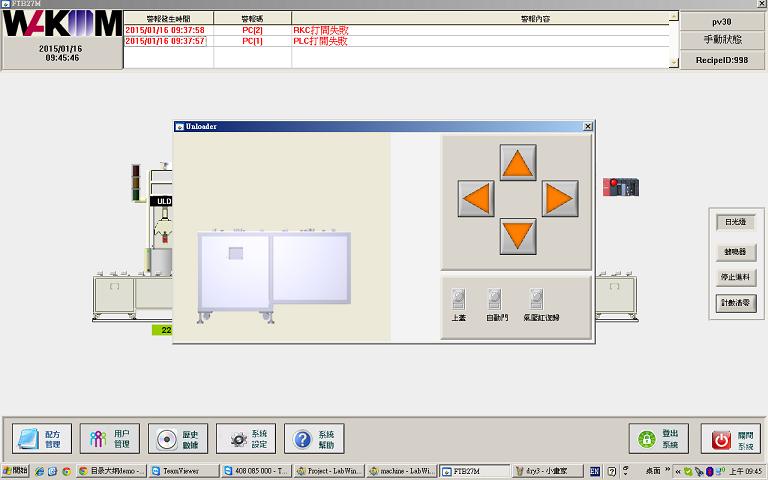 FTB27M
WAKOM
2015/01/16
09:45:46
警報發生時間 警報碼 警報內容
2015/01/16 09:37:58 PC(2) RKC打開失敗
2015/01/16 09:37:57 PC(1) PLC打開失敗
pv30
手動狀態
RecipeID:998
Unloader
ULD
22
上蓋 自動門 氣壓缸復歸
日光燈
蜂鳴器
停止進料
計數清零
配方
管理
用戶
管理
歷史
數據
系統
設定
系統
幫助
登出
系統
關閉
系統
開始
目录大纲demo -...
TeamViewer
408 085 000 - T...
Project - LabWin...
machine - LabWi...
FTB27M
dry3 - 小畫家
EN
桌面
上午 09:45